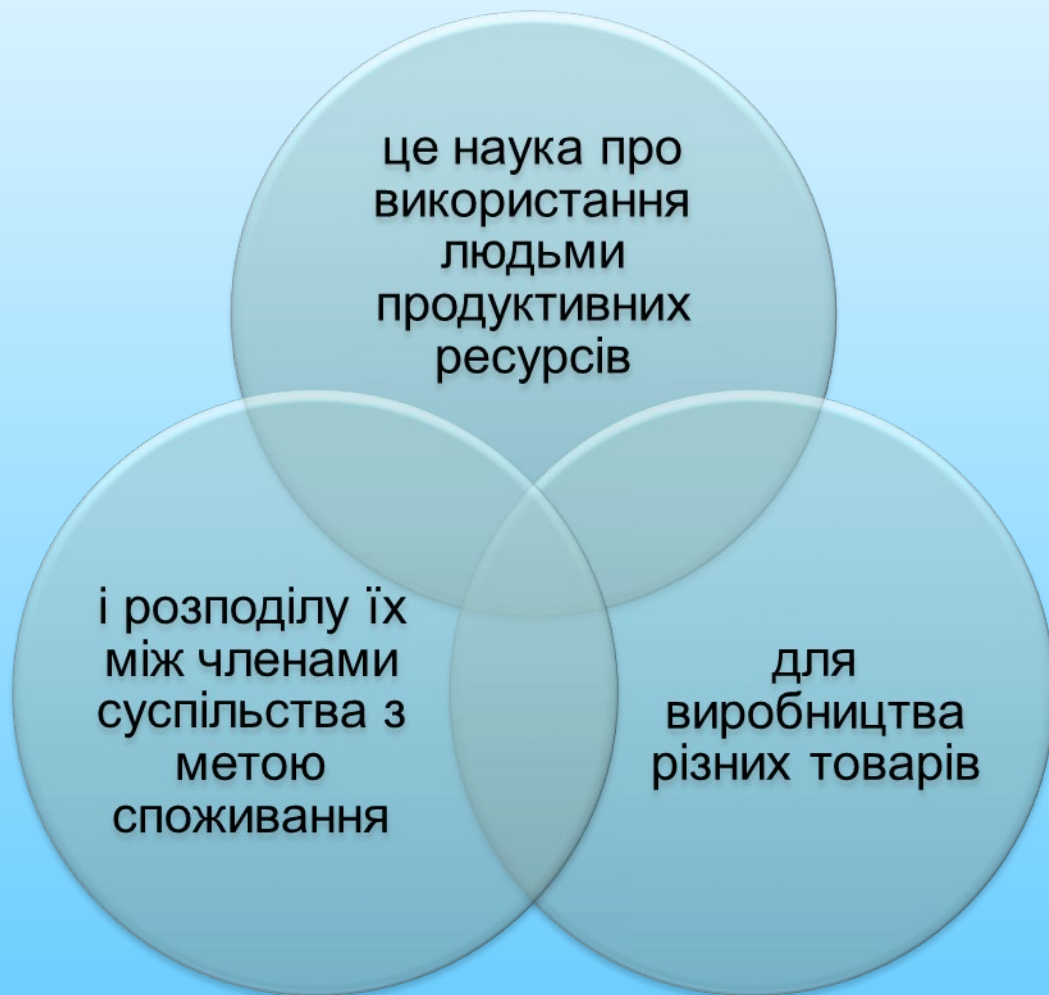 це наука про
використання
людьми
продуктивних
ресурсів
для
виробництва
різних товарів
і розподілу їх
між членами
суспільства з
метою
споживання